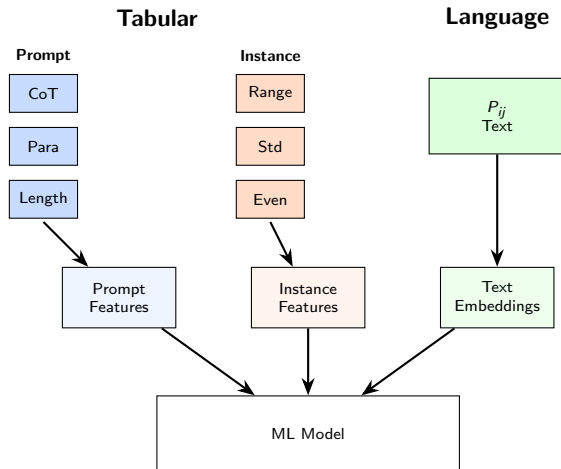 Tabular
Language
Prompt
Instance
CoT
Range
P_ij
Text
Para
Std
Length
Even
Prompt
Features
Instance
Features
Text
Embeddings
ML Model